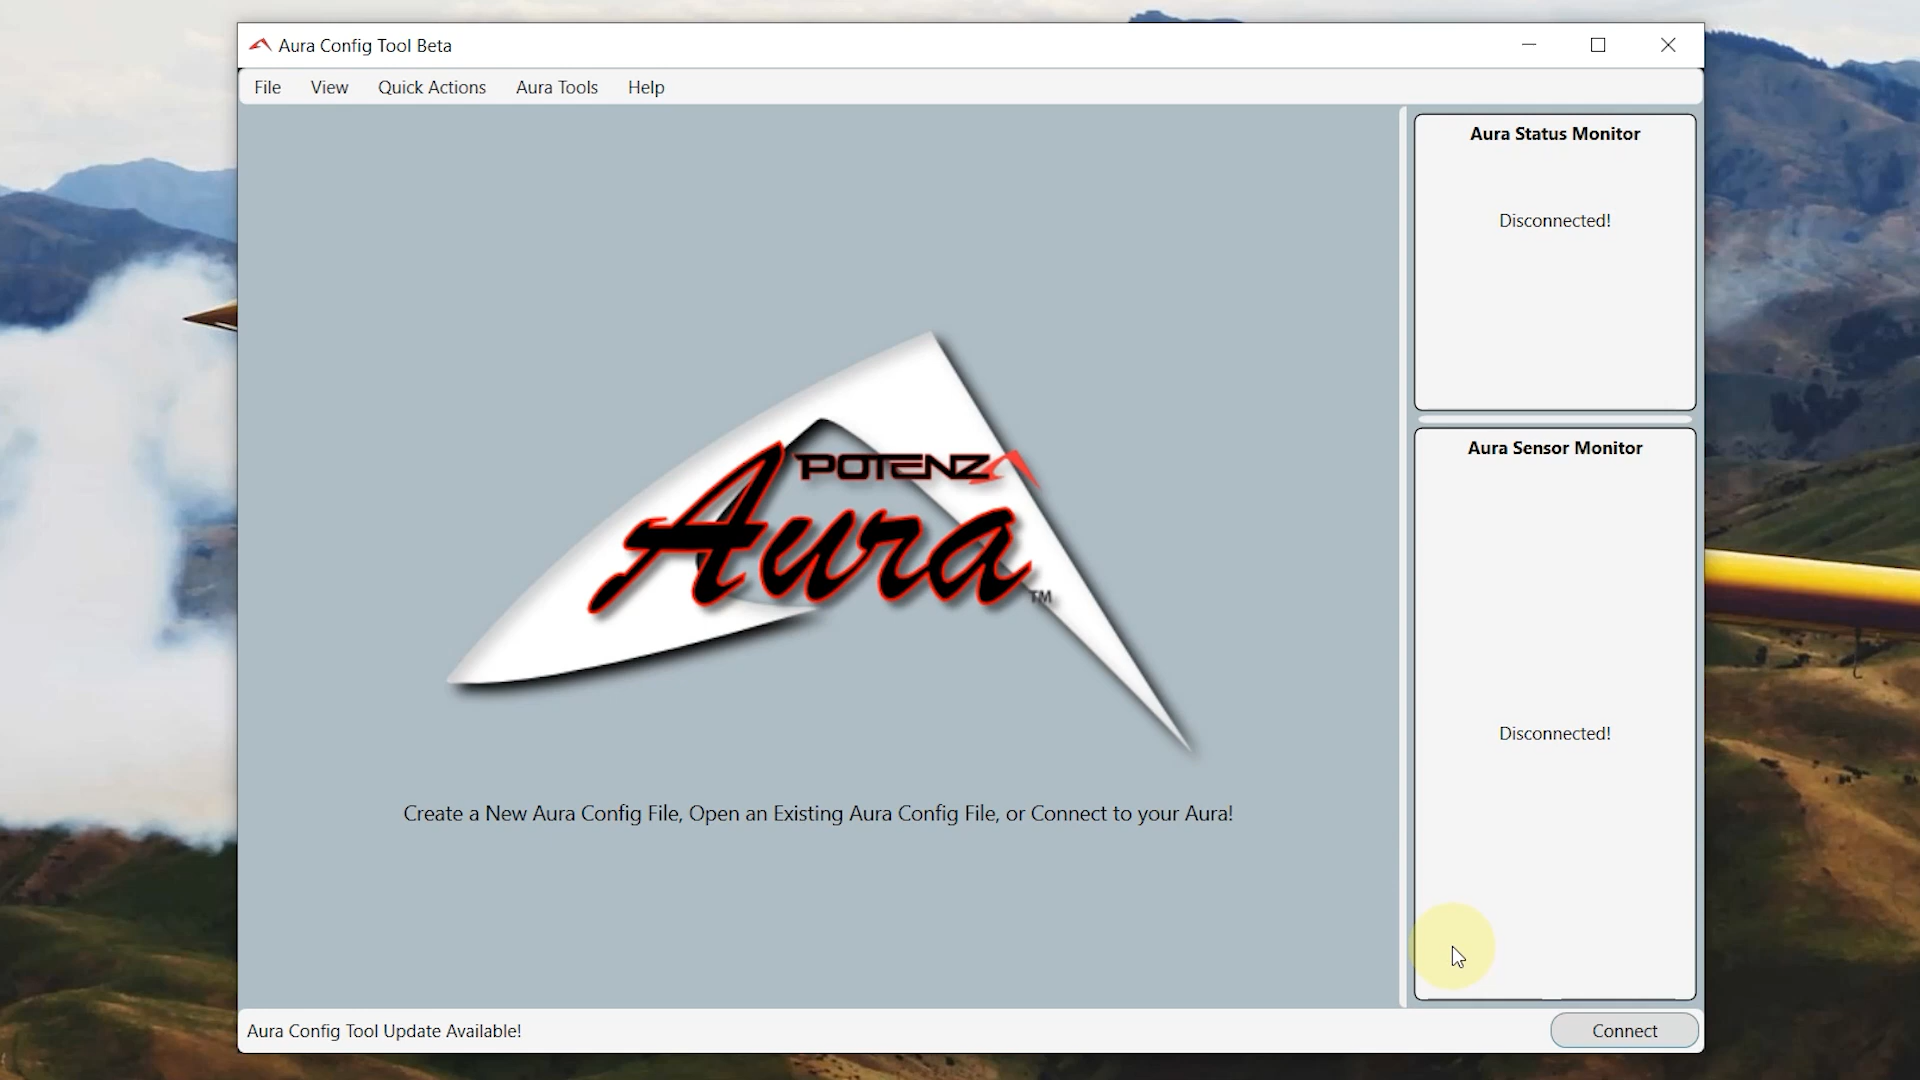 Aura Config Tool Beta
File View Quick Actions Aura Tools Help
Aura Status Monitor
Disconnected!
POTENZA
Aura
TM
Create a New Aura Config File, Open an Existing Aura Config File, or Connect to your Aura!
Aura Sensor Monitor
Disconnected!
Aura Config Tool Update Available!
Connect